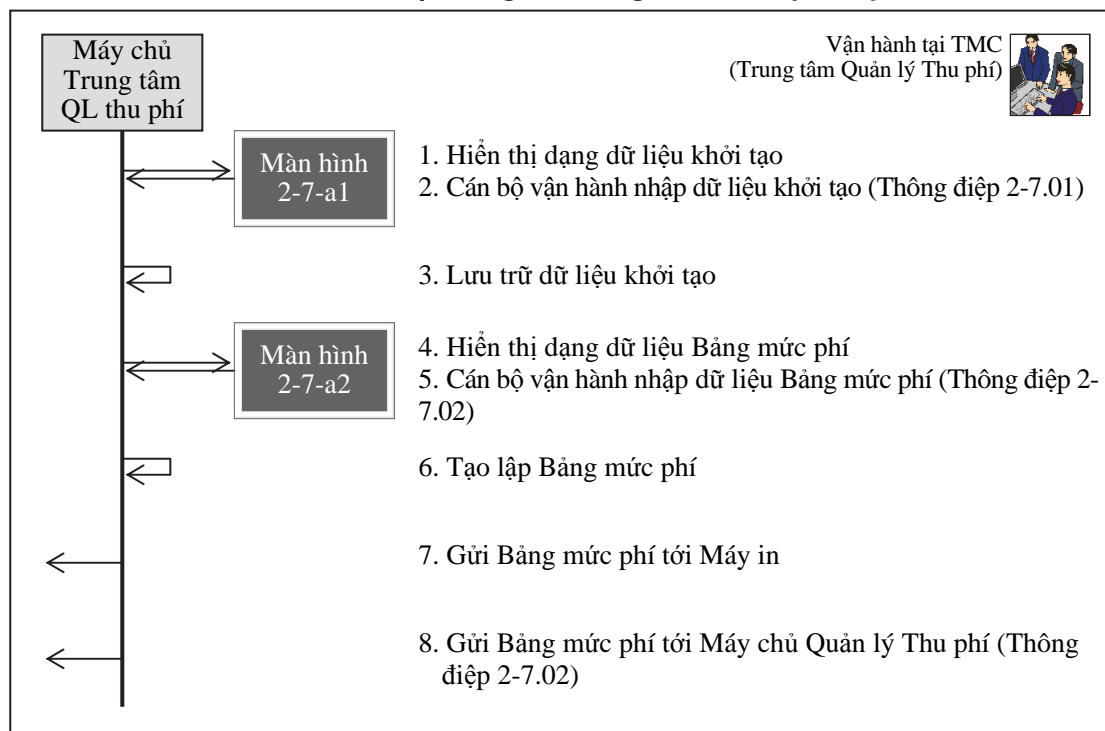 Máy chủ
Trung tâm
QL thu phí
Vận hành tại TMC
(Trung tâm Quản lý Thu phí)
Màn hình
2-7-a1
1. Hiển thị dạng dữ liệu khởi tạo
2. Cán bộ vận hành nhập dữ liệu khởi tạo (Thông điệp 2-7.01)
3. Lưu trữ dữ liệu khởi tạo
Màn hình
2-7-a2
4. Hiển thị dạng dữ liệu Bảng mức phí
5. Cán bộ vận hành nhập dữ liệu Bảng mức phí (Thông điệp 2-
7.02)
6. Tạo lập Bảng mức phí
7. Gửi Bảng mức phí tới Máy in
8. Gửi Bảng mức phí tới Máy chủ Quản lý Thu phí (Thông
điệp 2-7.02)